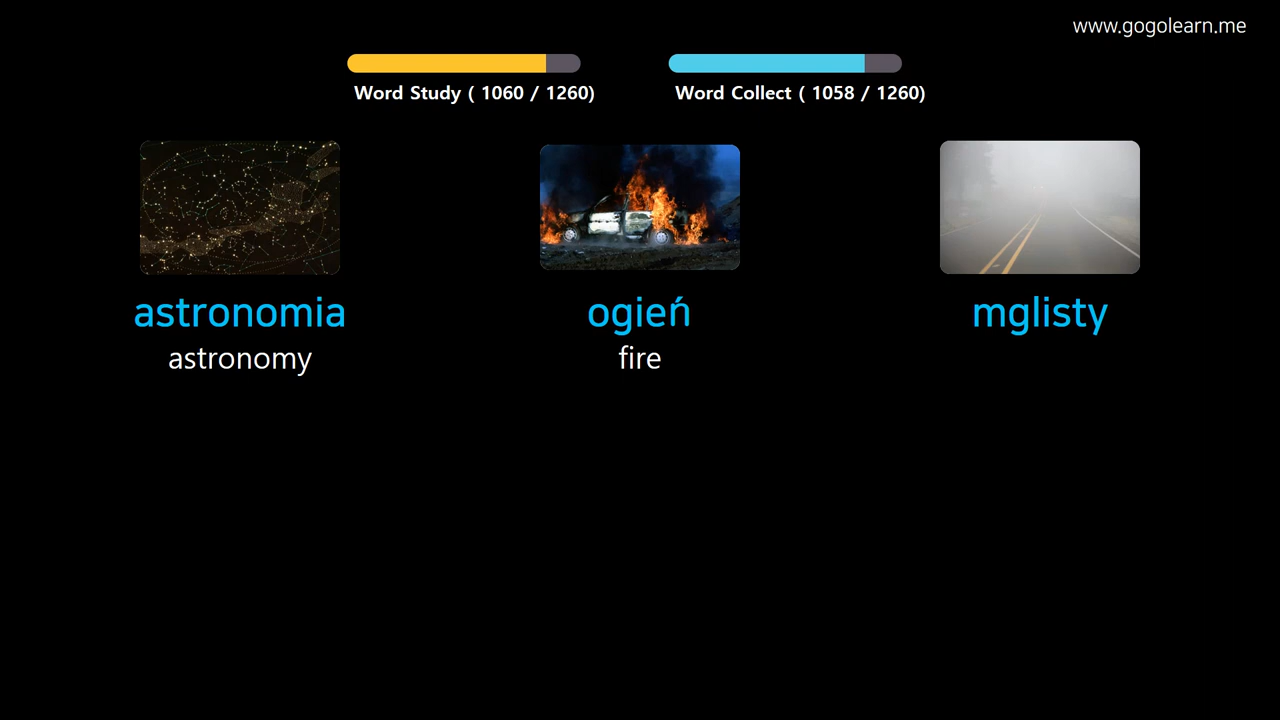 www.gogolearn.me
Word Study ( 1060 / 1260)
Word Collect ( 1058 / 1260)
astronomia
astronomy
ogień
fire
mglisty